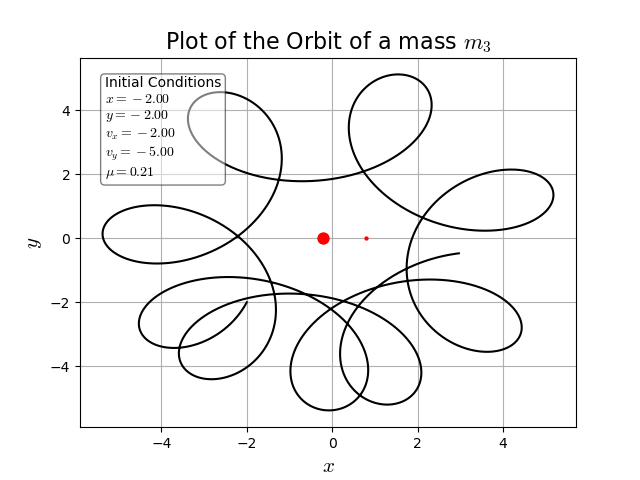 Plot of the Orbit of a mass m₃
Initial Conditions
x = −2.00
y = −2.00
vₓ = −2.00
v_y = −5.00
μ = 0.21
4
2
0
−2
−4
y
−4
−2
0
2
4
x